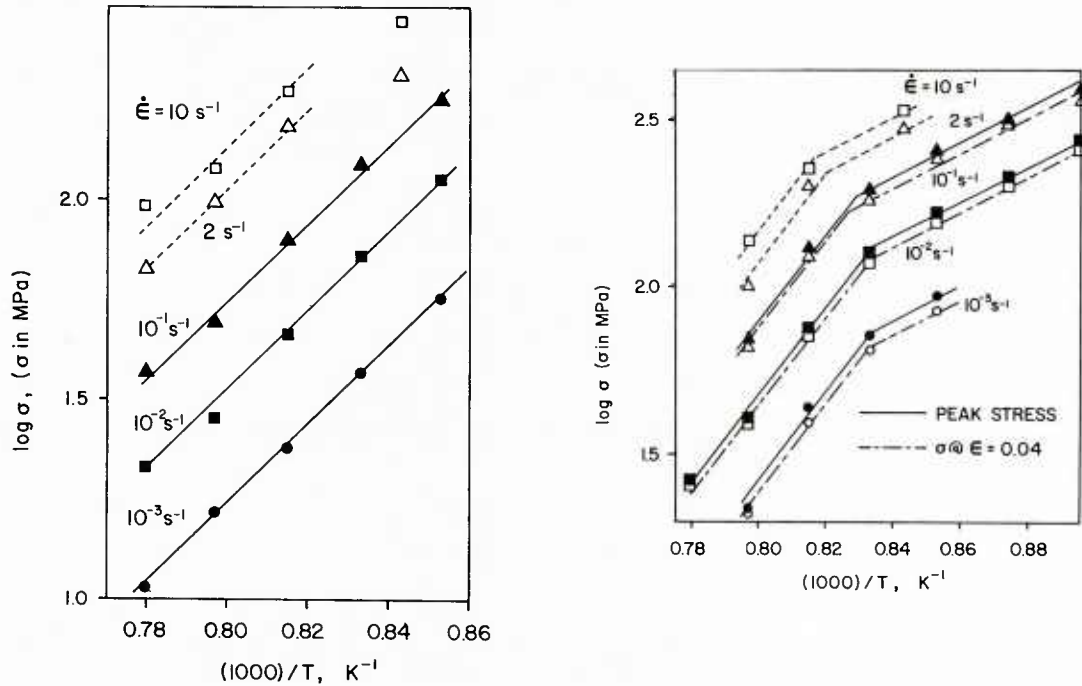 ϵ̇ = 10 s⁻¹
2 s⁻¹
10⁻¹s⁻¹
10⁻²s⁻¹
10⁻³s⁻¹
2.0
1.5
1.0
log σ, (σ in MPa)
0.78 0.80 0.82 0.84 0.86
(1000)/T, K⁻¹
ϵ̇ = 10 s⁻¹
2 s⁻¹
10⁻¹s⁻¹
10⁻²s⁻¹
10⁻³s⁻¹
2.5
2.0
1.5
log σ (σ in MPa)
PEAK STRESS
σ@ ϵ = 0.04
0.78 0.80 0.82 0.84 0.86 0.88
(1000)/T, K⁻¹